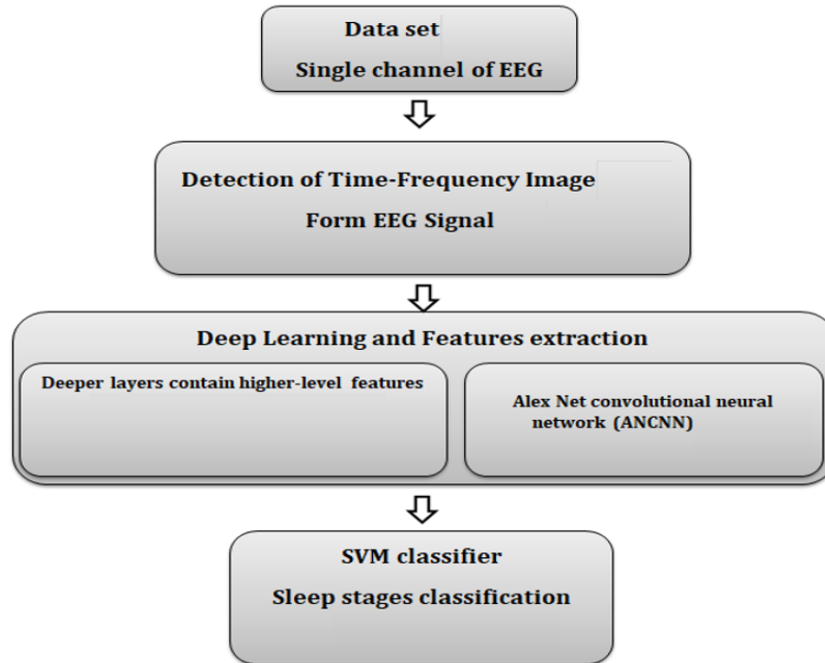 Data set
Single channel of EEG
Detection of Time-Frequency Image
Form EEG Signal
Deep Learning and Features extraction
Deeper layers contain higher-level features
Alex Net convolutional neural
network (ANCNN)
SVM classifier
Sleep stages classification